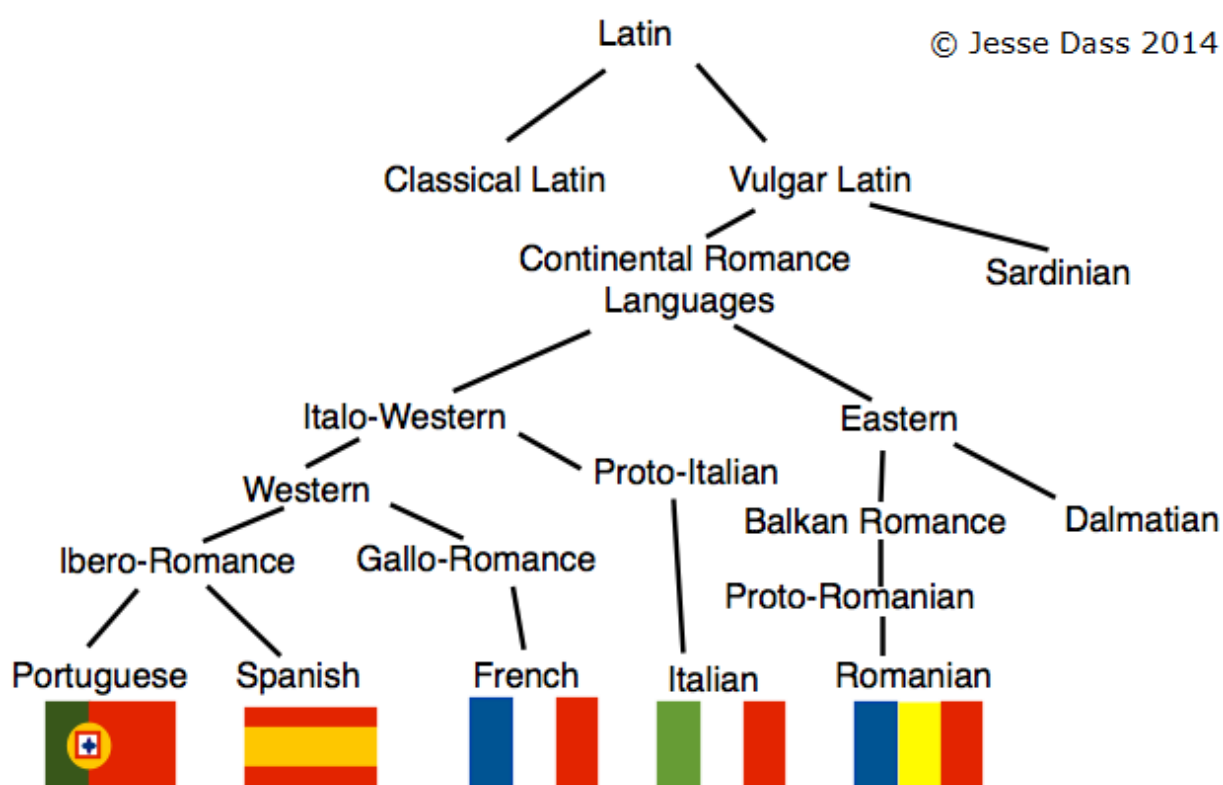 Latin
© Jesse Dass 2014
Classical Latin
Vulgar Latin
Continental Romance
Languages
Sardinian
Italo-Western
Eastern
Western
Proto-Italian
Balkan Romance
Dalmatian
Ibero-Romance
Gallo-Romance
Proto-Romanian
Portuguese
Spanish
French
Italian
Romanian